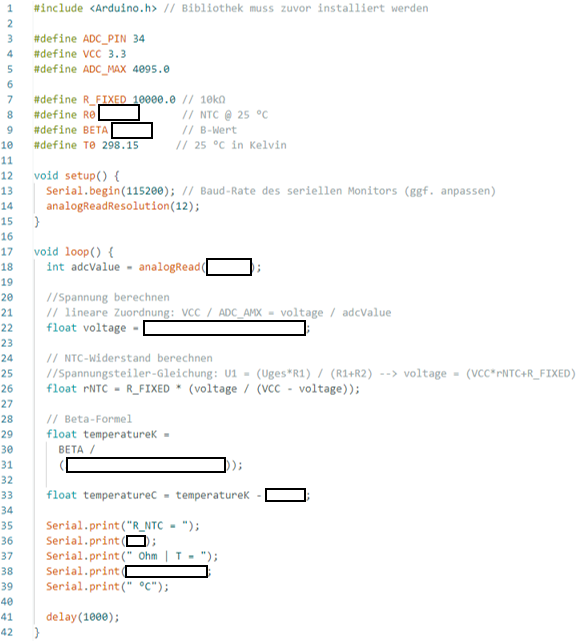 1 #include <Arduino.h> // Bibliothek muss zuvor installiert werden
2
3 #define ADC_PIN 34
4 #define VCC 3.3
5 #define ADC_MAX 4095.0
6
7 #define R_FIXED 10000.0 // 10kΩ
8 #define R0 // NTC @ 25 °C
9 #define BETA // B-Wert
10 #define T0 298.15 // 25 °C in Kelvin
11
12 void setup() {
13 Serial.begin(115200); // Baud-Rate des seriellen Monitors (ggf. anpassen)
14 analogReadResolution(12);
15 }
16
17 void loop() {
18 int adcValue = analogRead( );
19
20 //Spannung berechnen
21 // lineare Zuordnung: VCC / ADC_AMX = voltage / adcValue
22 float voltage = ;
23
24 // NTC-Widerstand berechnen
25 //Spannungsteiler-Gleichung: U1 = (Uges*R1) / (R1+R2) --> voltage = (VCC*rNTC+R_FIXED)
26 float rNTC = R_FIXED * (voltage / (VCC - voltage));
27
28 // Beta-Formel
29 float temperatureK =
30 BETA /
31 ( ));
32
33 float temperatureC = temperatureK - ;
34
35 Serial.print("R_NTC = ");
36 Serial.print( );
37 Serial.print(" Ohm | T = ");
38 Serial.print( ;
39 Serial.print(" °C");
40
41 delay(1000);
42 }